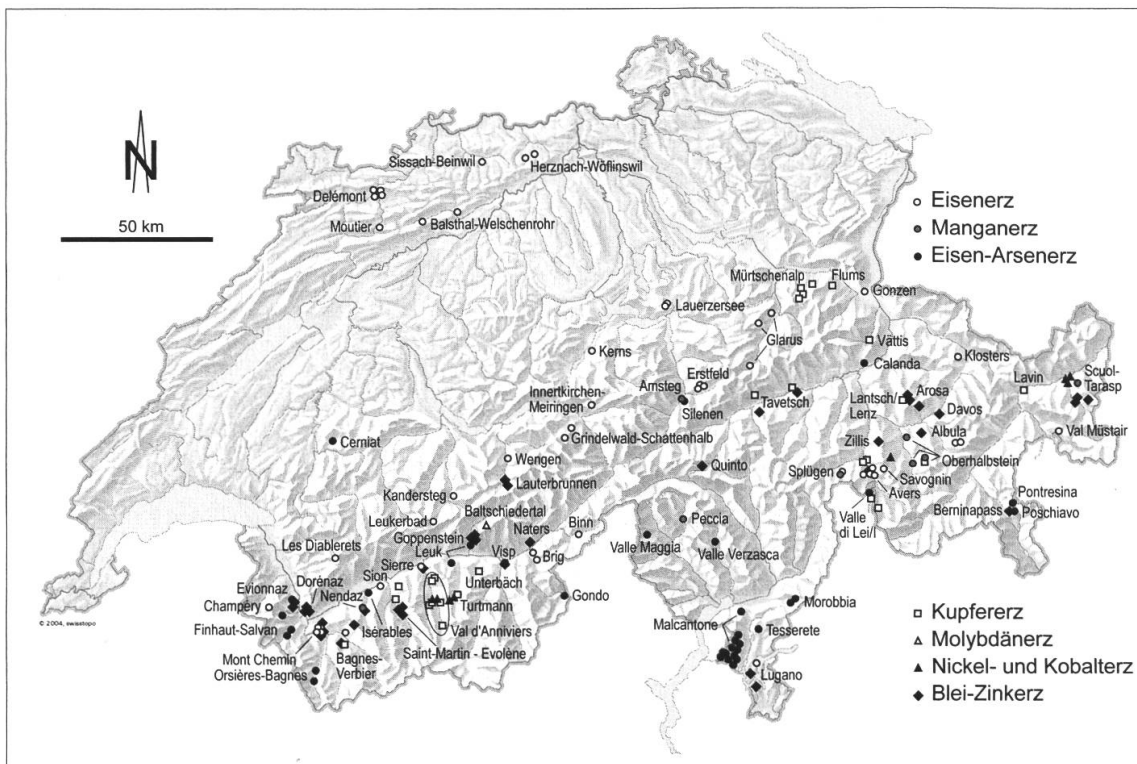 N
50 km
Sissach-Beinwil
Herznach-Wölflinswil
Delémont
Moutier
Balsthal-Welschenrohr
Eisenerz
Manganerz
Eisen-Arsenerz
Mürtschenalp
Flums
Gonzen
Lauerzersee
Glarus
Vättis
Klosters
Kerns
Calanda
Erstfeld
Amsteg
Silenen
Innertkirchen-
Meiringen
Tavetsch
Lantsch/
Lenz
Arosa
Davos
Lavin
Scuol-
Tarasp
Val Müstair
Cerniat
Grindelwald-Schattenhalb
Zillis
Albula
Oberhalbstein
Wengen
Quinto
Splügen
Savognin
Avers
Lauterbrunnen
Kandersteg
Pontresina
Berninapass
Poschiavo
Valle
di Lei/I
Leukerbad
Baltschiedertal
Peccia
Goppenstein
Naters
Binn
Valle Maggia
Valle Verzasca
Les Diablerets
Leuk
Visp
Brig
Sierre
Unterbäch
Sion
Evionnaz
Dorénaz
Nendaz
Champéry
Turtmann
Gondo
Morobbia
Malcantone
Tesserete
© 2004, swisstopo
Finhaut-Salvan
Isérables
Val d'Anniviers
Saint-Martin - Evolène
Mont Chemin
Orsières-Bagnes
Bagnes-
Verbier
Lugano
Kupfererz
Molybdänerz
Nickel- und Kobalterz
Blei-Zinkerz